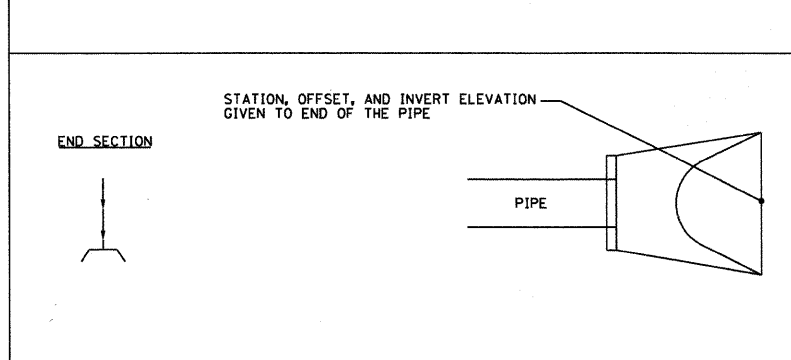 STATION, OFFSET, AND INVERT ELEVATION
GIVEN TO END OF THE PIPE
END SECTION
PIPE